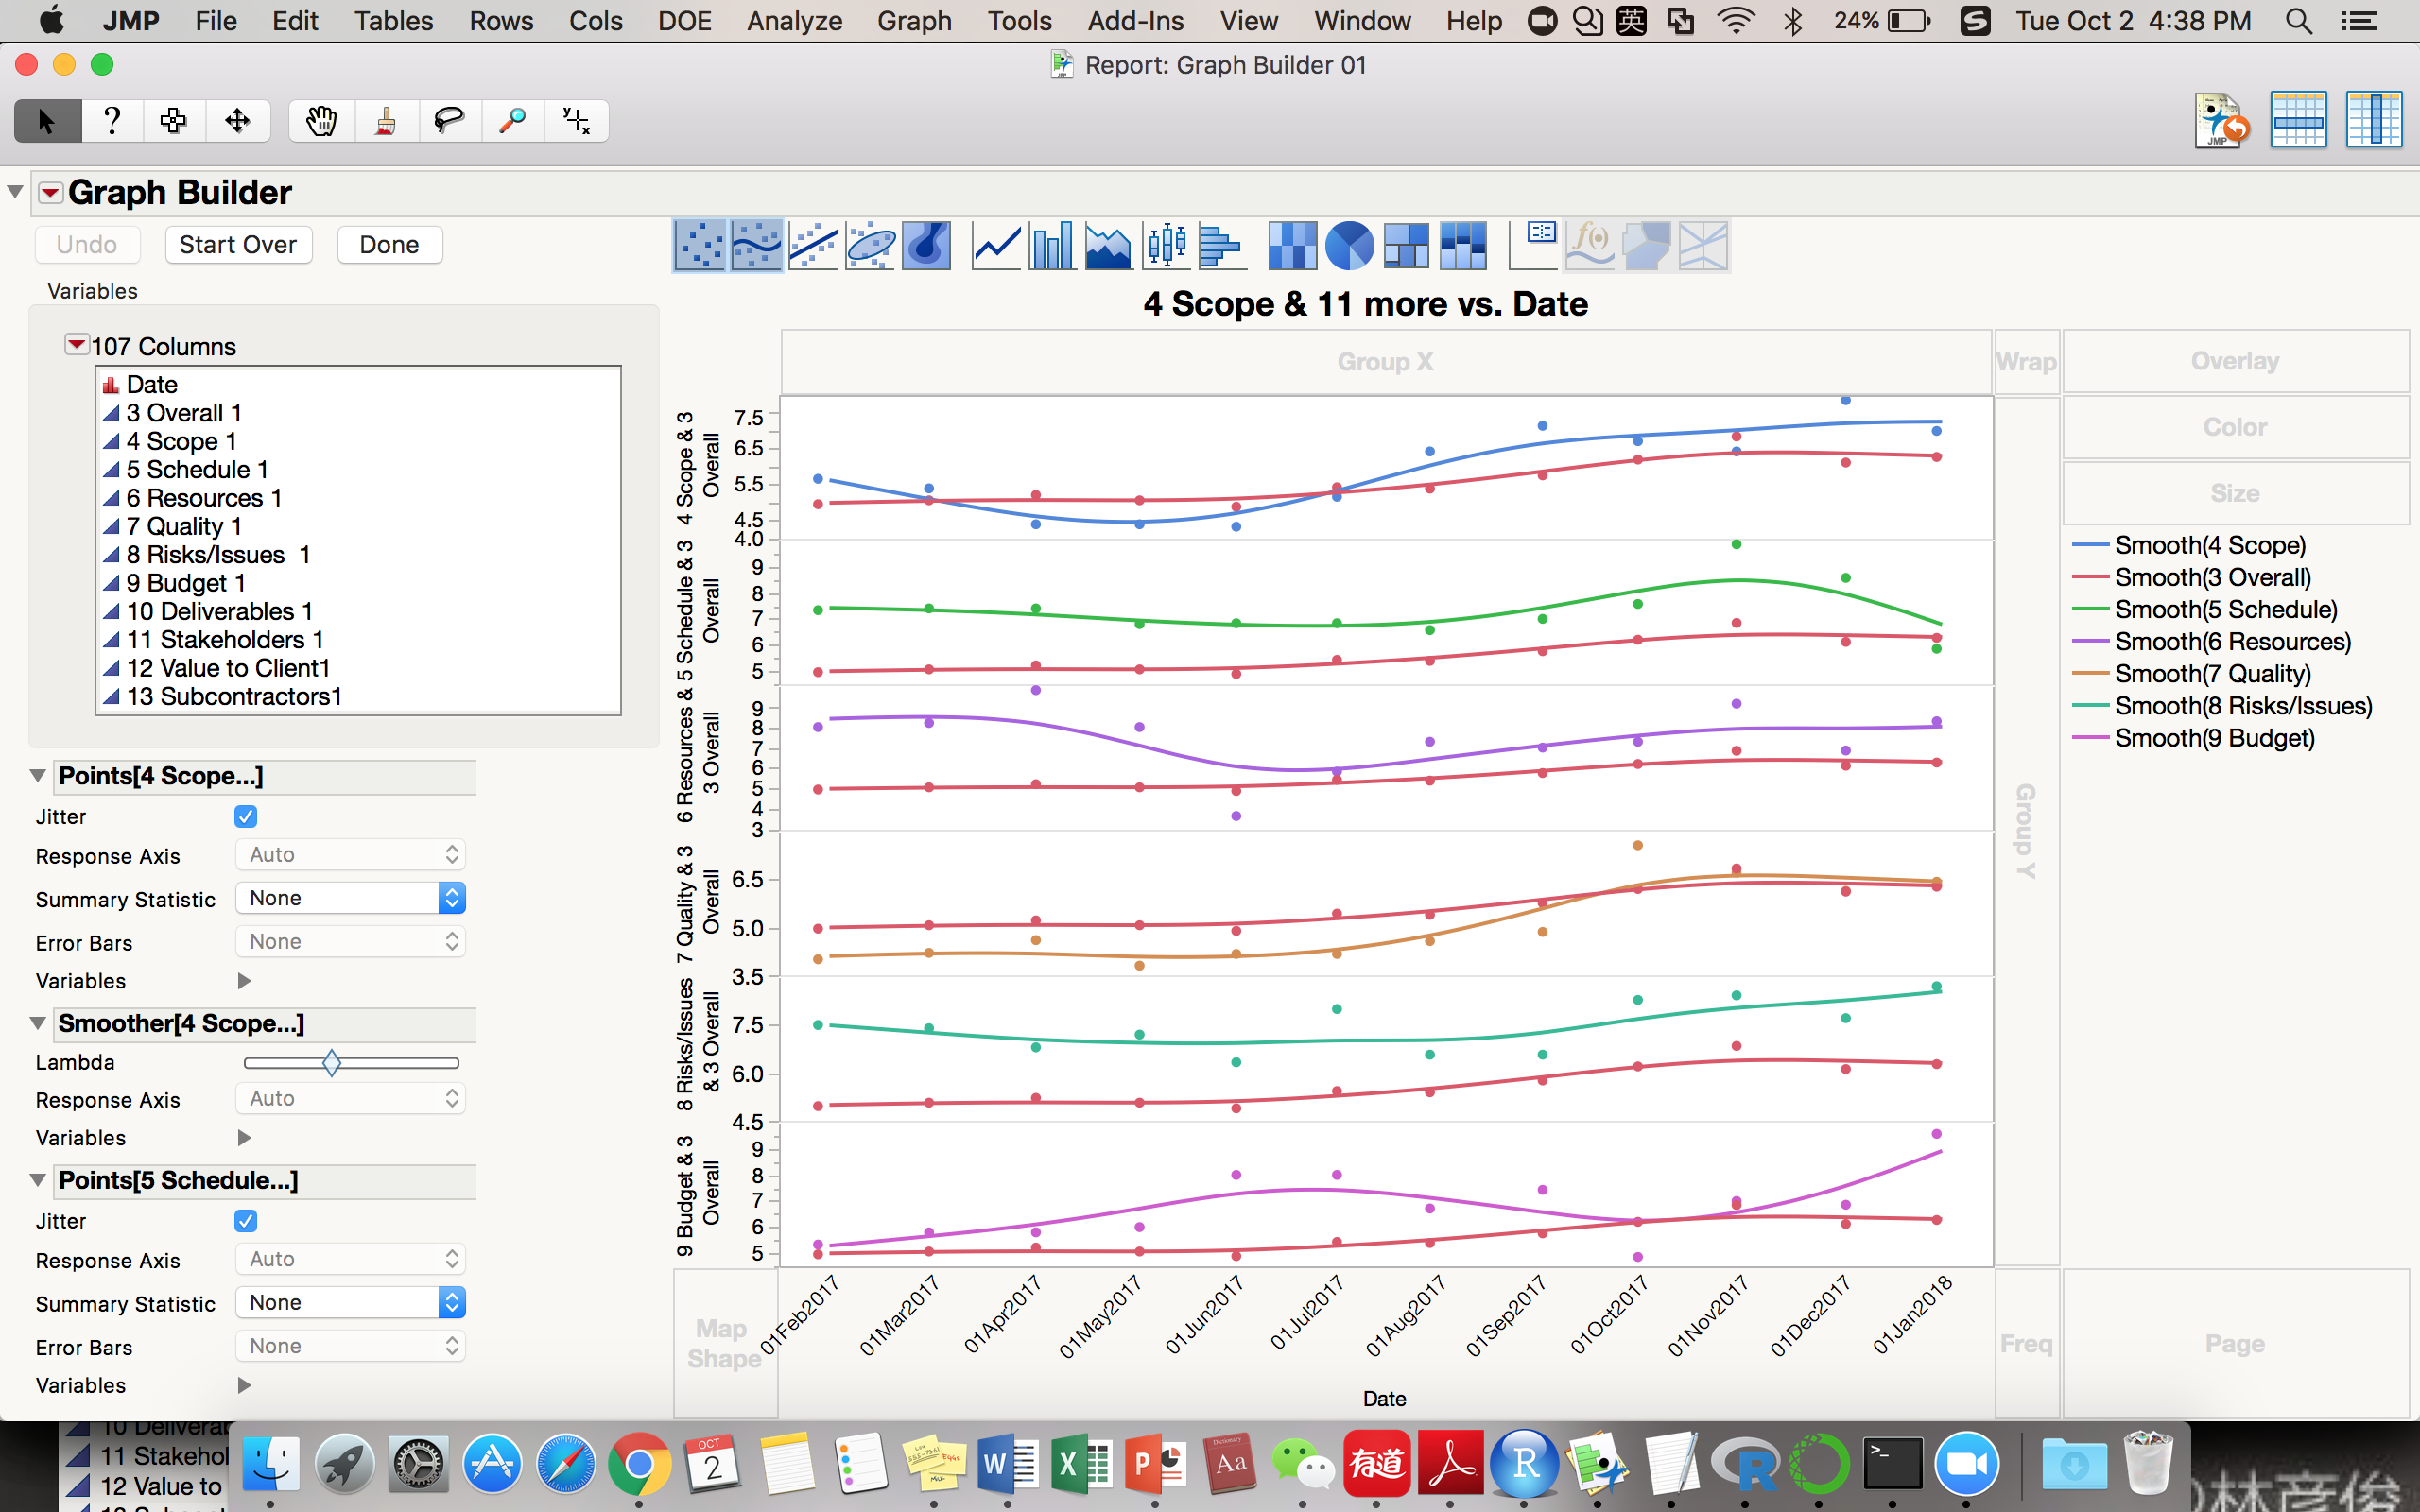 JMP File Edit Tables Rows Cols DOE Analyze Graph Tools Add-Ins View Window Help 英 24% S Tue Oct 2 4:38 PM
Report: Graph Builder 01
?
y x
JMP
Graph Builder
Undo Start Over Done
Variables
107 Columns
Date
3 Overall 1
4 Scope 1
5 Schedule 1
6 Resources 1
7 Quality 1
8 Risks/Issues 1
9 Budget 1
10 Deliverables 1
11 Stakeholders 1
12 Value to Client1
13 Subcontractors1
Points[4 Scope...]
Jitter
Response Axis Auto
Summary Statistic None
Error Bars None
Variables
Smoother[4 Scope...]
Lambda
Response Axis Auto
Variables
Points[5 Schedule...]
Jitter
Response Axis Auto
Summary Statistic None
Error Bars None
Variables
4 Scope & 11 more vs. Date
Group X
Wrap
Overlay
Color
Size
Group Y
4 Scope & 3
Overall
7.5
6.5
5.5
4.5
4.0
5 Schedule & 3
Overall
9
8
7
6
5
6 Resources &
3 Overall
9
8
7
6
5
4
3
7 Quality & 3
Overall
6.5
5.0
3.5
8 Risks/Issues
& 3 Overall
7.5
6.0
4.5
9 Budget & 3
Overall
9
8
7
6
5
Smooth(4 Scope)
Smooth(3 Overall)
Smooth(5 Schedule)
Smooth(6 Resources)
Smooth(7 Quality)
Smooth(8 Risks/Issues)
Smooth(9 Budget)
Map
Shape
01Feb2017 01Mar2017 01Apr2017 01May2017 01Jun2017 01Jul2017 01Aug2017 01Sep2017 01Oct2017 01Nov2017 01Dec2017 01Jan2018
Date
Freq
Page
11 Stakehol
12 Value to
OCT
2
W
X
P
Dictionary
Aa
有道
R
R
>_
林彦俊